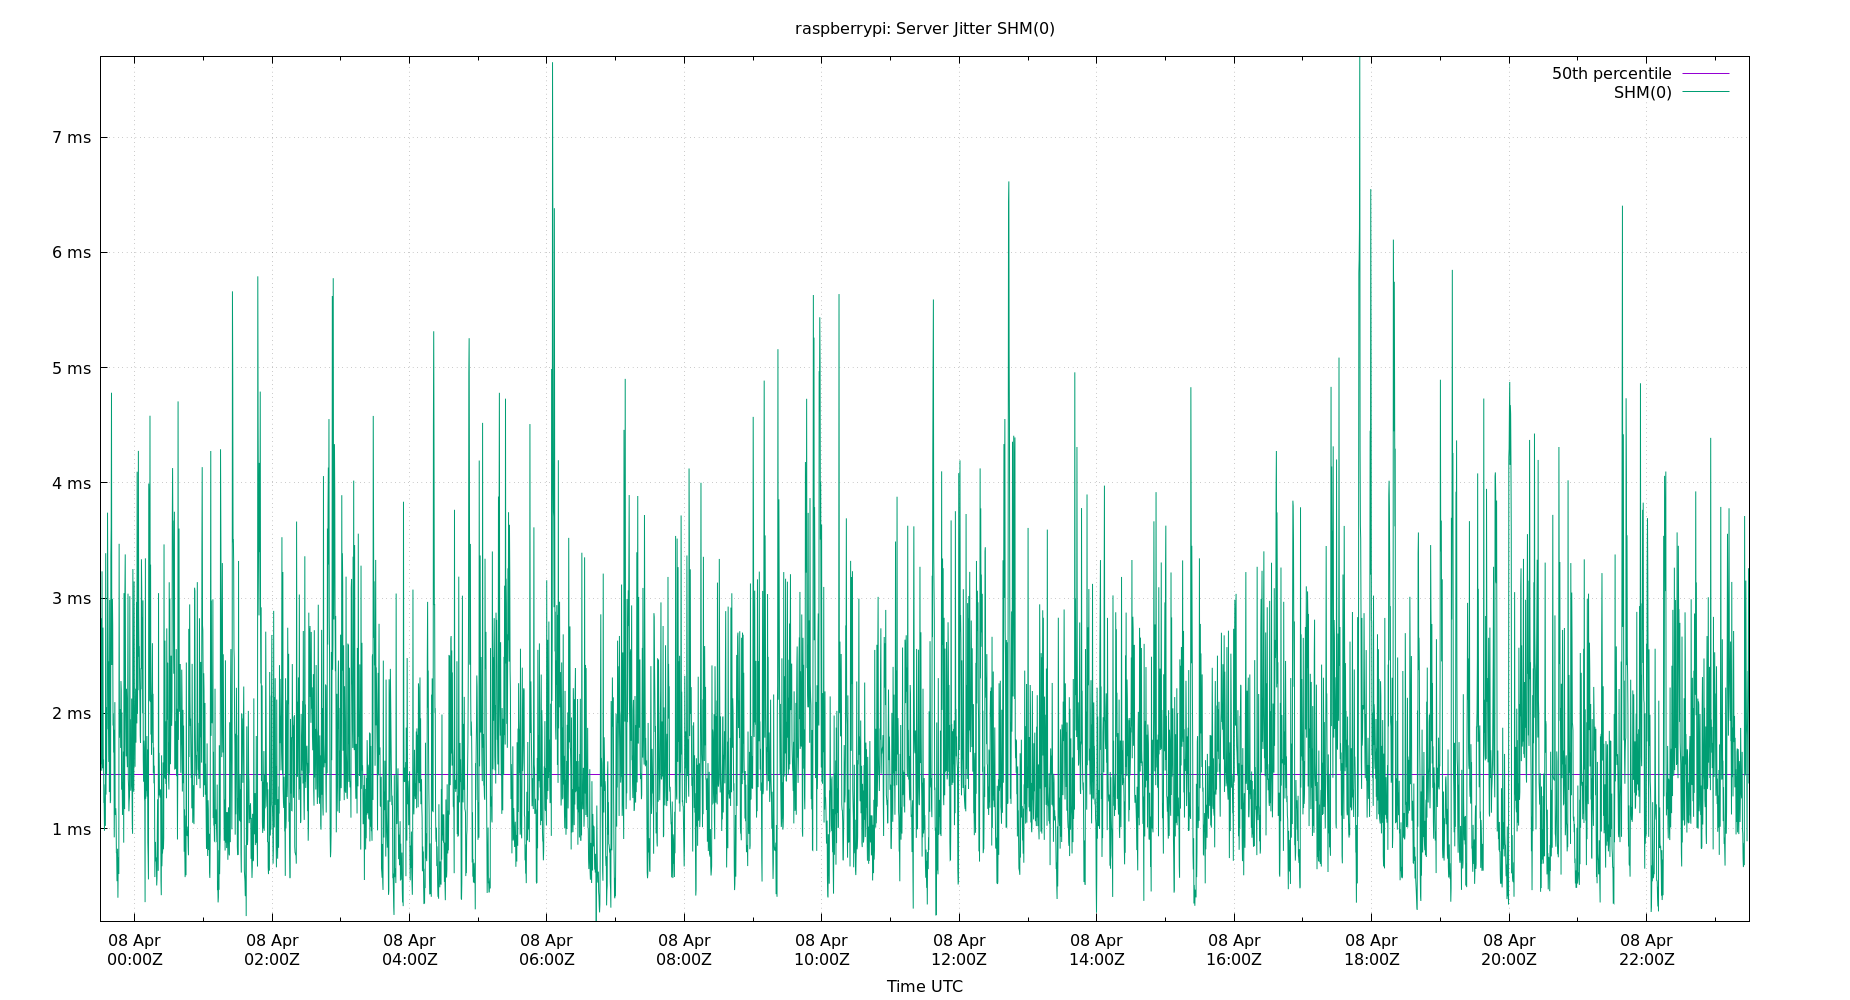 raspberrypi: Server Jitter SHM(0)
50th percentile
SHM(0)
7 ms
6 ms
5 ms
4 ms
3 ms
2 ms
1 ms
08 Apr 08 Apr 08 Apr 08 Apr 08 Apr 08 Apr 08 Apr 08 Apr 08 Apr 08 Apr 08 Apr 08 Apr
00:00Z 02:00Z 04:00Z 06:00Z 08:00Z 10:00Z 12:00Z 14:00Z 16:00Z 18:00Z 20:00Z 22:00Z
Time UTC